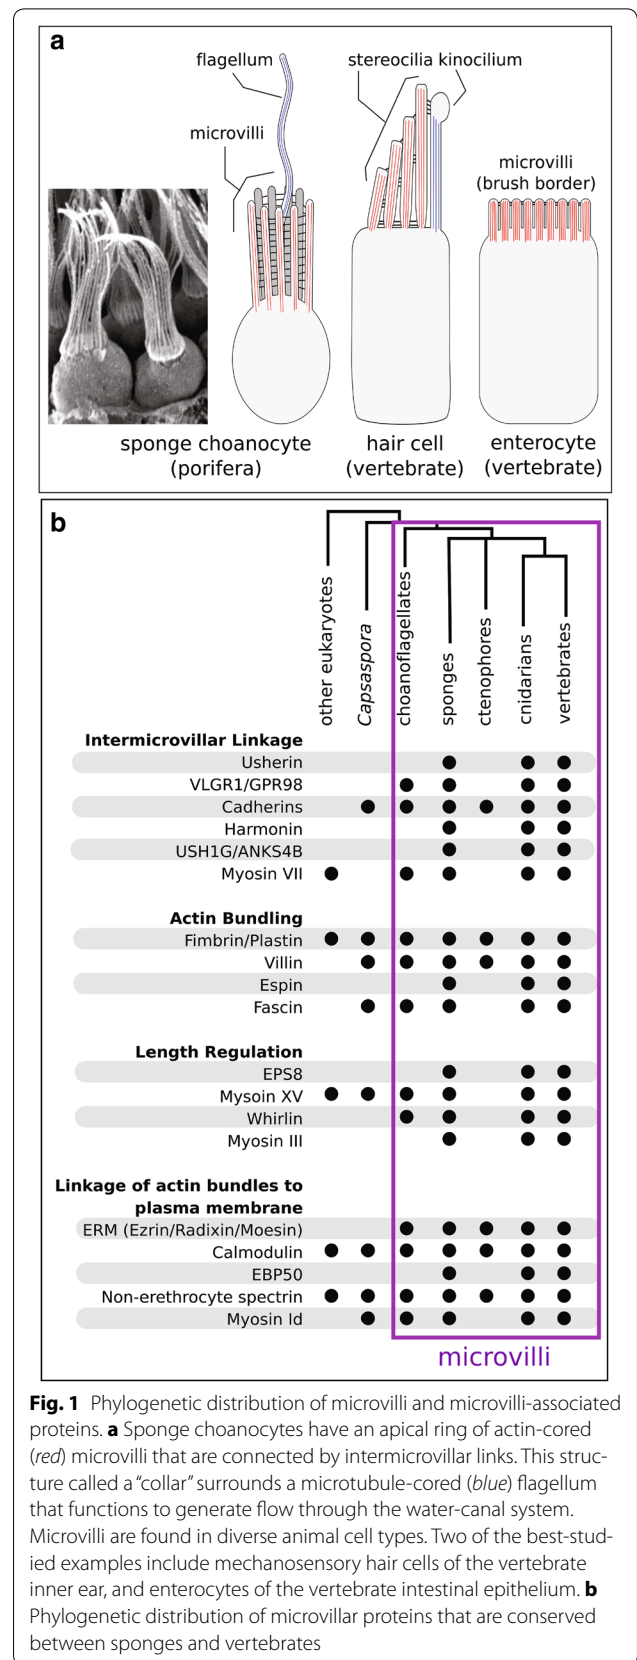 a
flagellum
stereocilia kinocilium
microvilli
microvilli
(brush border)
sponge choanocyte
(porifera)
hair cell
(vertebrate)
enterocyte
(vertebrate)
b
other eukaryotes
Capsaspora
choanoflagellates
sponges
ctenophores
cnidarians
vertebrates
Intermicrovillar Linkage
Usherin
VLGR1/GPR98
Cadherins
Harmonin
USH1G/ANKS4B
Myosin VII
Actin Bundling
Fimbrin/Plastin
Villin
Espin
Fascin
Length Regulation
EPS8
Mysoin XV
Whirlin
Myosin III
Linkage of actin bundles to
plasma membrane
ERM (Ezrin/Radixin/Moesin)
Calmodulin
EBP50
Non-erethrocyte spectrin
Myosin Id
microvilli
Fig. 1 Phylogenetic distribution of microvilli and microvilli-associated
proteins. a Sponge choanocytes have an apical ring of actin-cored
(red) microvilli that are connected by intermicrovillar links. This struc-
ture called a “collar” surrounds a microtubule-cored (blue) flagellum
that functions to generate flow through the water-canal system.
Microvilli are found in diverse animal cell types. Two of the best-stud-
ied examples include mechanosensory hair cells of the vertebrate
inner ear, and enterocytes of the vertebrate intestinal epithelium. b
Phylogenetic distribution of microvillar proteins that are conserved
between sponges and vertebrates